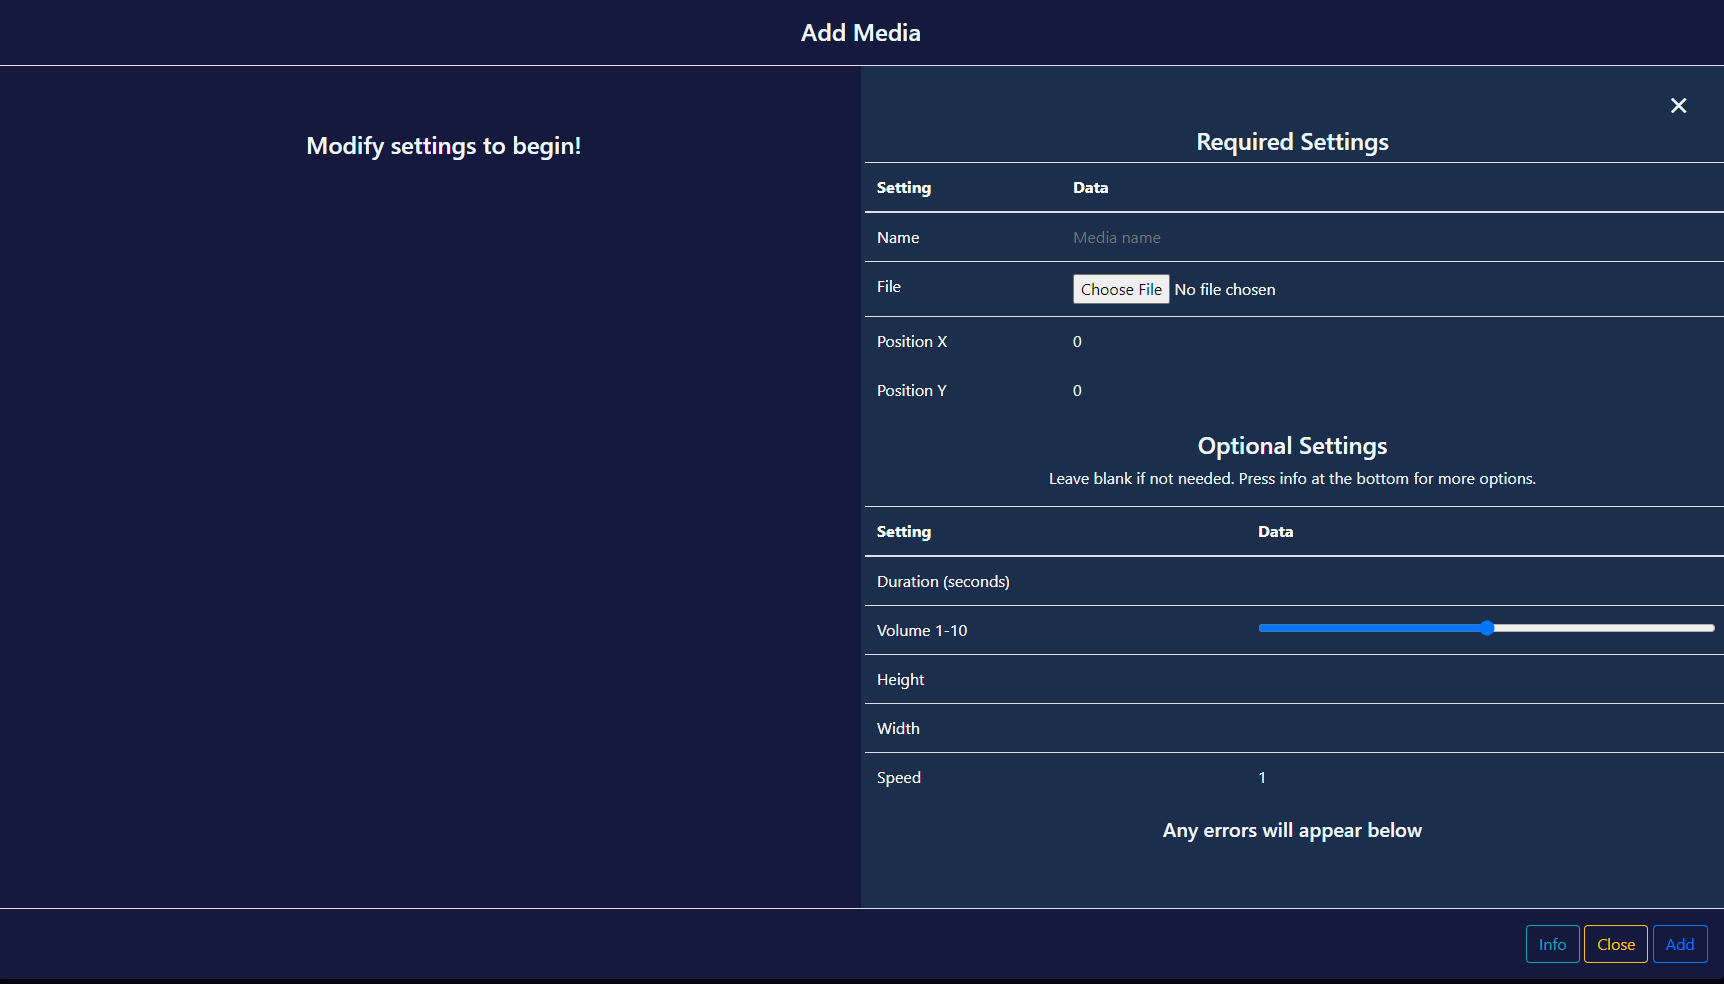 Add Media
Modify settings to begin!
Required Settings
Setting Data
Name Media name
File Choose File No file chosen
Position X 0
Position Y 0
Optional Settings
Leave blank if not needed. Press info at the bottom for more options.
Setting Data
Duration (seconds)
Volume 1-10
Height
Width
Speed 1
Any errors will appear below
Info Close Add